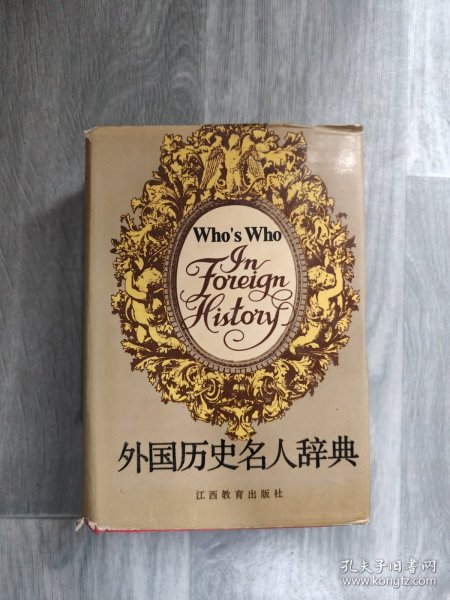 Who's Who
In
Foreign
History
外国历史名人辞典
江西教育出版社
孔夫子旧书网
www.kongfz.com